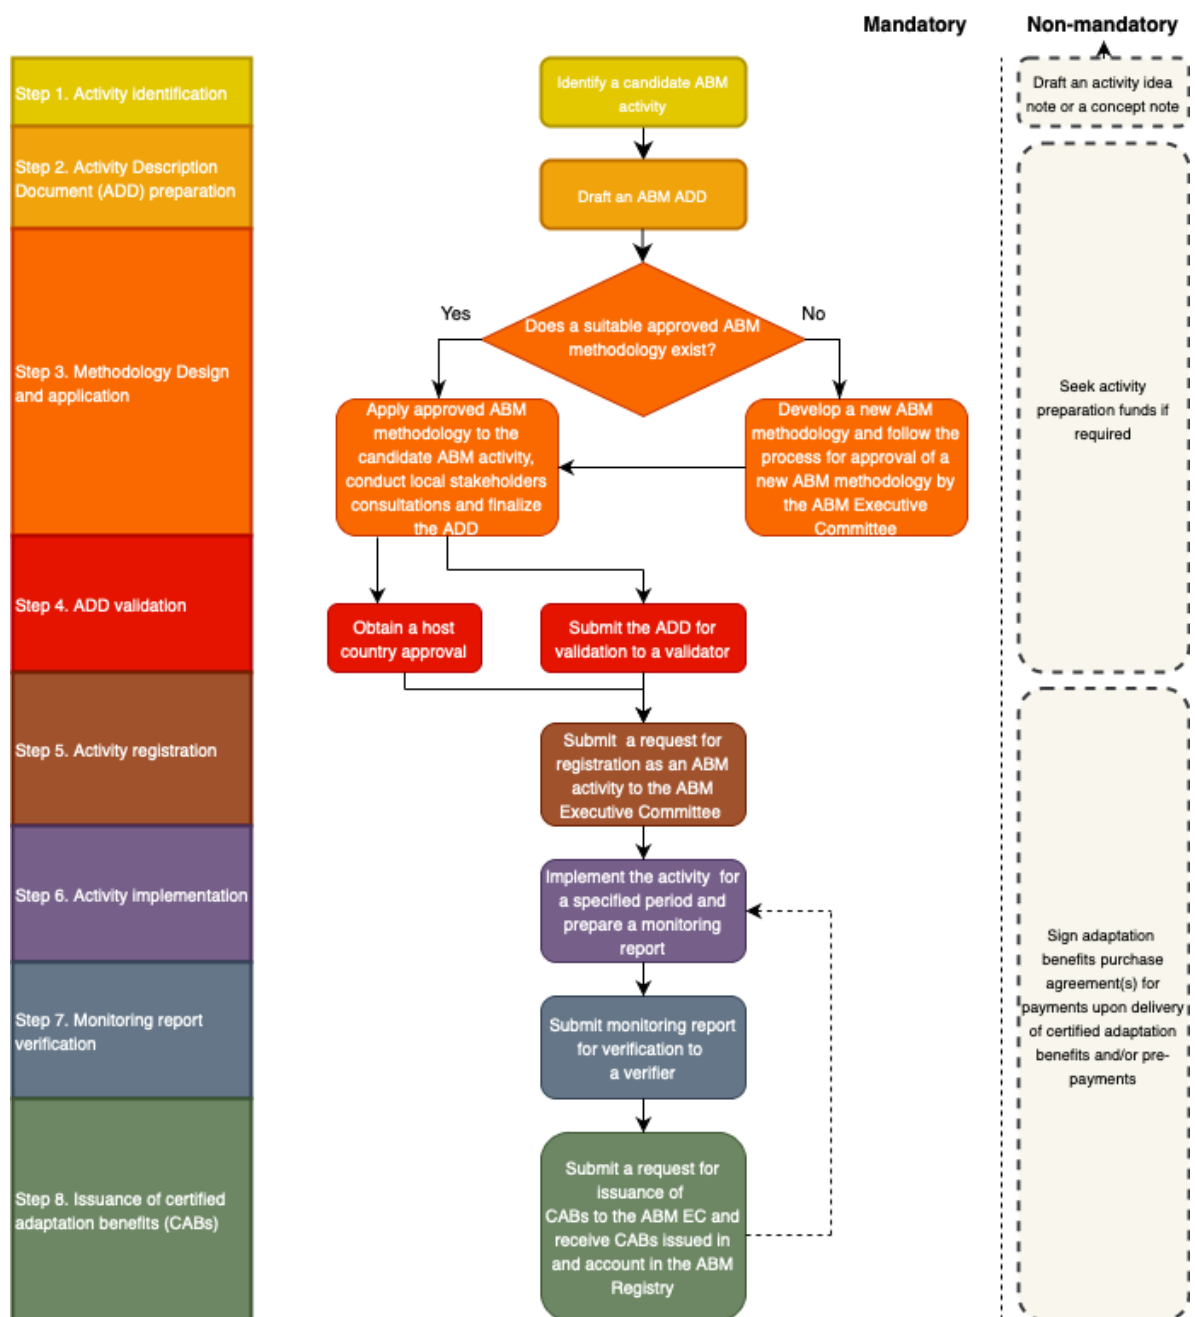 Mandatory
Non-mandatory
Step 1. Activity identification
Identify a candidate ABM
activity
Draft an activity idea
note or a concept note
Step 2. Activity Description
Document (ADD) preparation
Draft an ABM ADD
Step 3. Methodology Design
and application
Does a suitable approved ABM
methodology exist?
Yes
No
Apply approved ABM
methodology to the
candidate ABM activity,
conduct local stakeholders
consultations and finalize
the ADD
Develop a new ABM
methodology and follow the
process for approval of a
new ABM methodology by
the ABM Executive
Committee
Seek activity
preparation funds if
required
Step 4. ADD validation
Obtain a host
country approval
Submit the ADD for
validation to a validator
Step 5. Activity registration
Submit a request for
registration as an ABM
activity to the ABM
Executive Committee
Step 6. Activity implementation
Implement the activity for
a specified period and
prepare a monitoring
report
Sign adaptation
benefits purchase
agreement(s) for
payments upon delivery
of certified adaptation
benefits and/or pre-
payments
Step 7. Monitoring report
verification
Submit monitoring report
for verification to
a verifier
Step 8. Issuance of certified
adaptation benefits (CABs)
Submit a request for
issuance of
CABs to the ABM EC and
receive CABs issued in
and account in the ABM
Registry